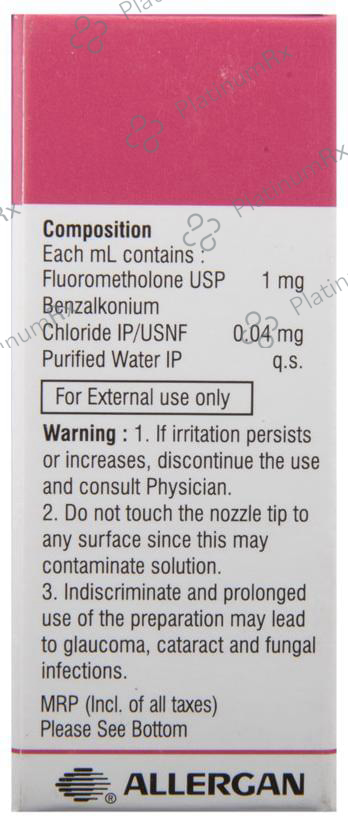 Composition
Each mL contains :
Fluorometholone USP 1 mg
Benzalkonium
Chloride IP/USNF 0.04 mg
Purified Water IP q.s.
For External use only
Warning : 1. If irritation persists
or increases, discontinue the use
and consult Physician.
2. Do not touch the nozzle tip to
any surface since this may
contaminate solution.
3. Indiscriminate and prolonged
use of the preparation may lead
to glaucoma, cataract and fungal
infections.
MRP (Incl. of all taxes)
Please See Bottom
® ALLERGAN
PlatinumRx